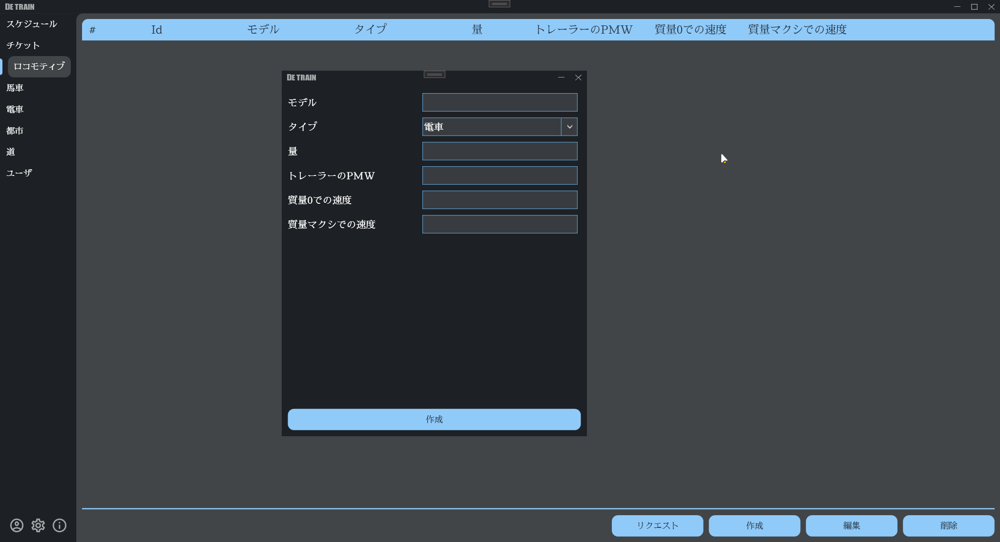 DE TRAIN
スケジュール
チケット
ロコモティブ
馬車
電車
都市
道
ユーザ
# Id モデル タイプ 量 トレーラーのPMW 質量0での速度 質量マクシでの速度
DE TRAIN
モデル
タイプ 電車
量
トレーラーのPMW
質量0での速度
質量マクシでの速度
作成
リクエスト 作成 編集 削除